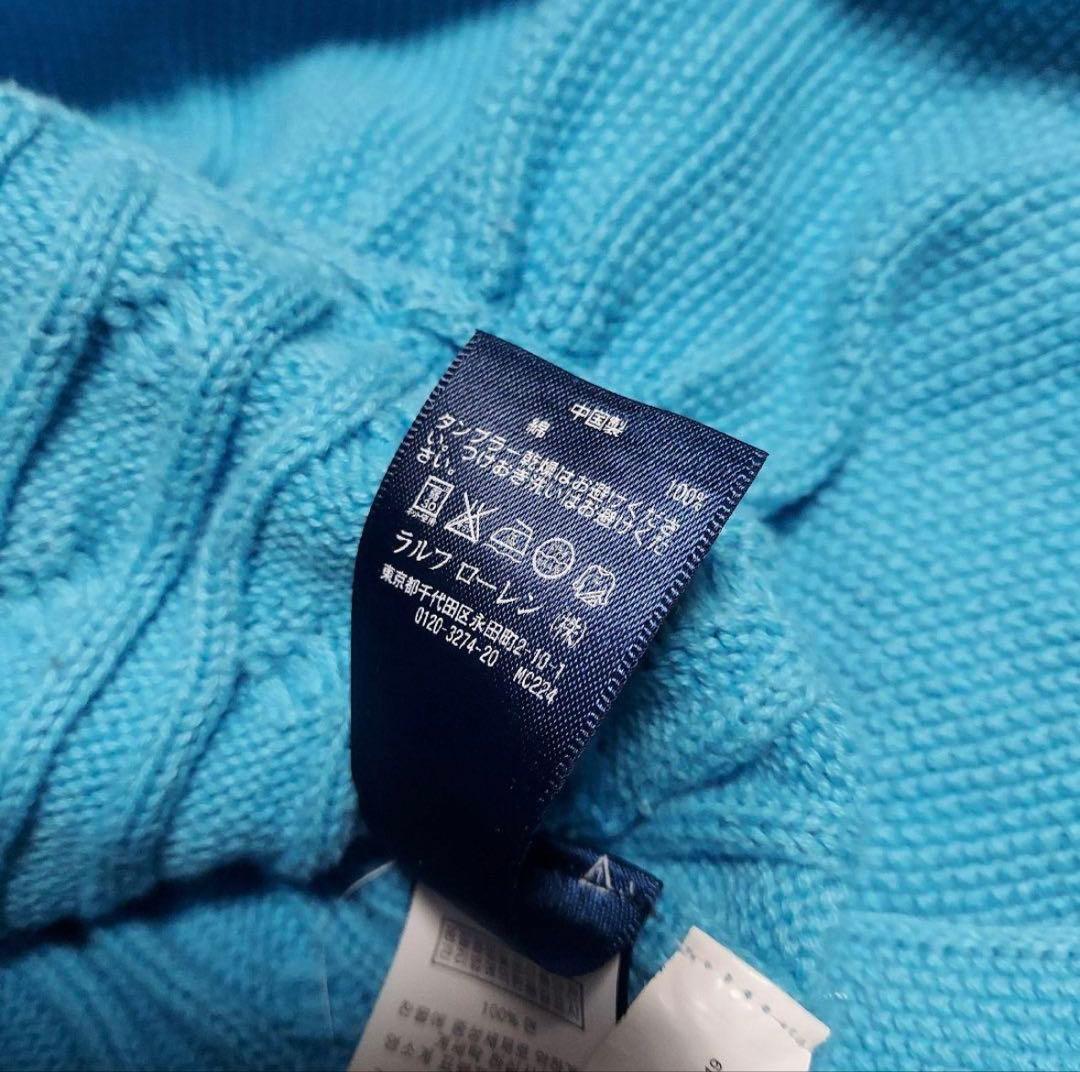 中国製
綿 100%
タンブラー乾燥はお避けくださ
い。つけおき洗いはお避けくだ
さい。
ラルフ ローレン (株)
東京都千代田区永田町2-10-1
0120-3274-20 MC224
100% 면